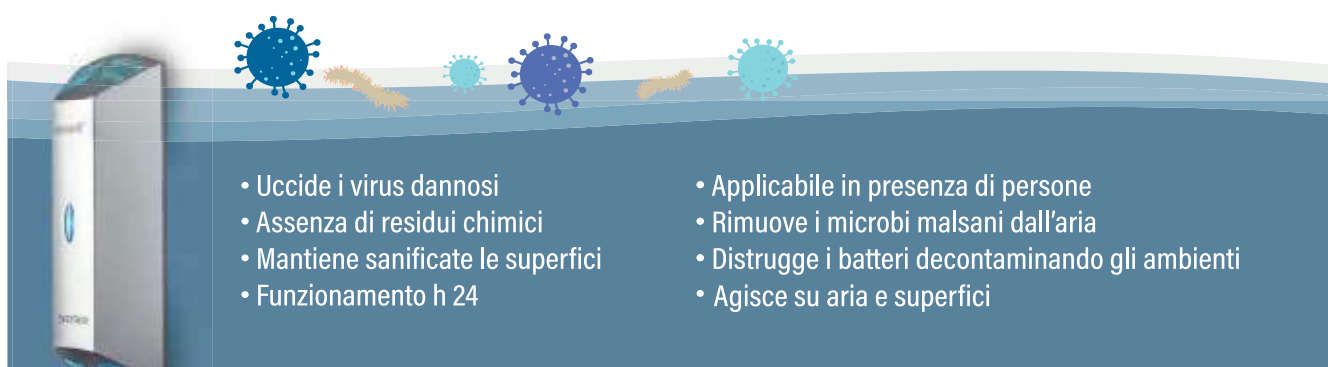 • Uccide i virus dannosi
• Assenza di residui chimici
• Mantiene sanificate le superfici
• Funzionamento h 24
• Applicabile in presenza di persone
• Rimuove i microbi malsani dall'aria
• Distrugge i batteri decontaminando gli ambienti
• Agisce su aria e superfici